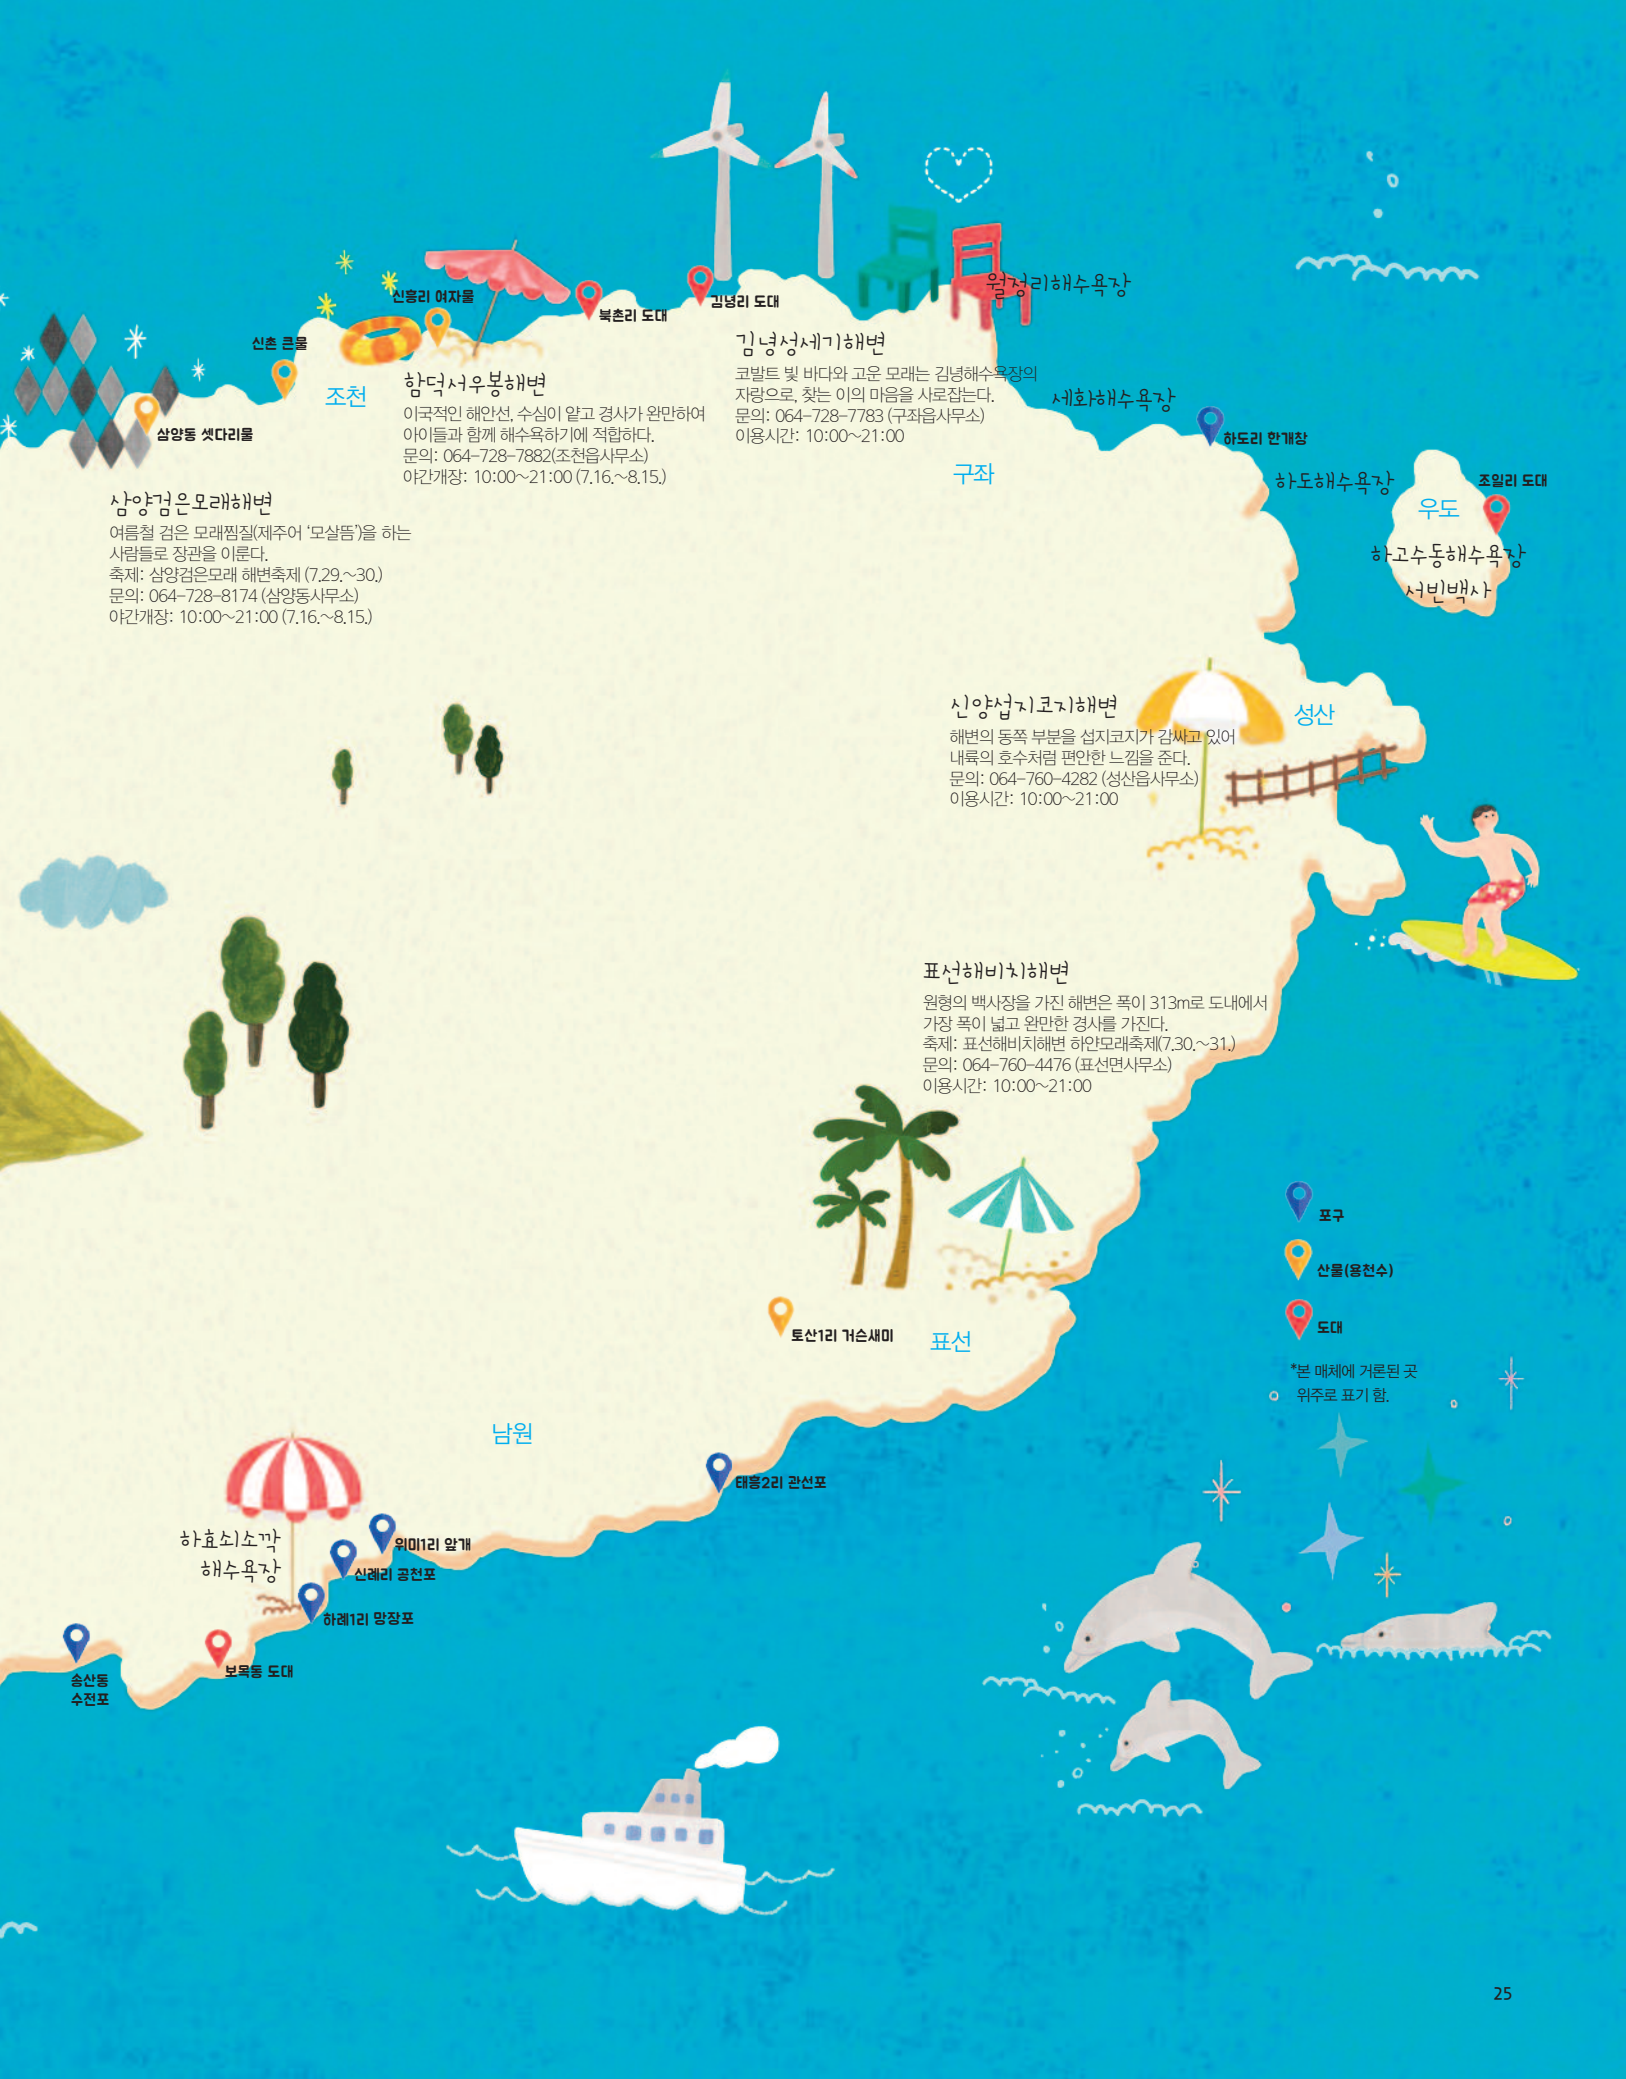 월정리해수욕장
신흥리 여자물
김녕리 도대
북촌리 도대
신촌 큰물
조천
삼양동 셋다리물
김녕성세기해변
코발트 빛 바다와 고운 모래는 김녕해수욕장의
자랑으로, 찾는 이의 마음을 사로잡는다.
문의: 064-728-7783 (구좌읍사무소)
이용시간: 10:00~21:00
함덕서우봉해변
이국적인 해안선, 수심이 얕고 경사가 완만하여
아이들과 함께 해수욕하기에 적합하다.
문의: 064-728-7882(조천읍사무소)
야간개장: 10:00~21:00 (7.16.~8.15.)
세화해수욕장
하도리 한개창
구좌
하도해수욕장
우도
조일리 도대
하고수동해수욕장
서빈백사
삼양검은모래해변
여름철 검은 모래찜질(제주어 ‘모살뜸’)을 하는
사람들로 장관을 이룬다.
축제: 삼양검은모래 해변축제 (7.29.~30.)
문의: 064-728-8174 (삼양동사무소)
야간개장: 10:00~21:00 (7.16.~8.15.)
신양섭지코지해변
해변의 동쪽 부분을 섭지코지가 감싸고 있어
내륙의 호수처럼 편안한 느낌을 준다.
문의: 064-760-4282 (성산읍사무소)
이용시간: 10:00~21:00
성산
표선해비치해변
원형의 백사장을 가진 해변은 폭이 313m로 도내에서
가장 폭이 넓고 완만한 경사를 가진다.
축제: 표선해비치해변 하얀모래축제(7.30.~31.)
문의: 064-760-4476 (표선면사무소)
이용시간: 10:00~21:00
포구
산물(용천수)
도대
*본 매체에 거론된 곳
위주로 표기 함.
토산1리 거슨새미
표선
남원
태흥2리 관선포
하효쇠소깍
해수욕장
위미1리 앞개
신례리 공천포
하례1리 망장포
보목동 도대
송산동
수전포
25